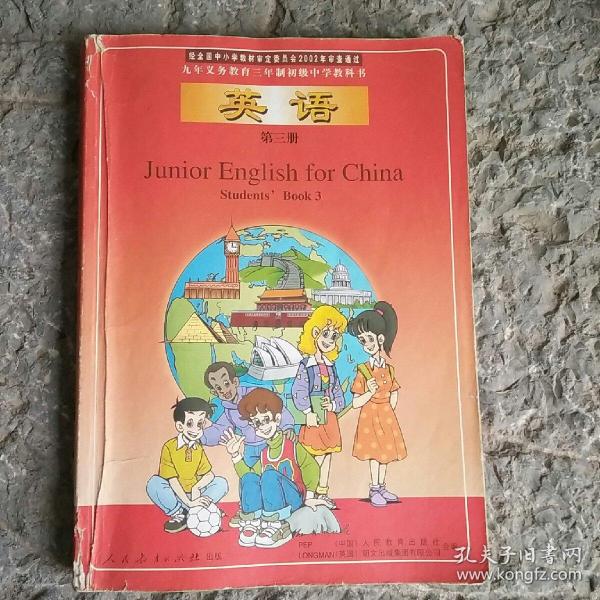 经全国中小学教材审定委员会2002年审查通过
九年义务教育三年制初级中学教科书
英语
第三册
Junior English for China
Students' Book 3
PEP (中国) 人民教育出版社
LONGMAN (英国) 朗文出版集团有限公司
合编
人民教育出版社 出版
孔夫子旧书网
www.kongfz.com